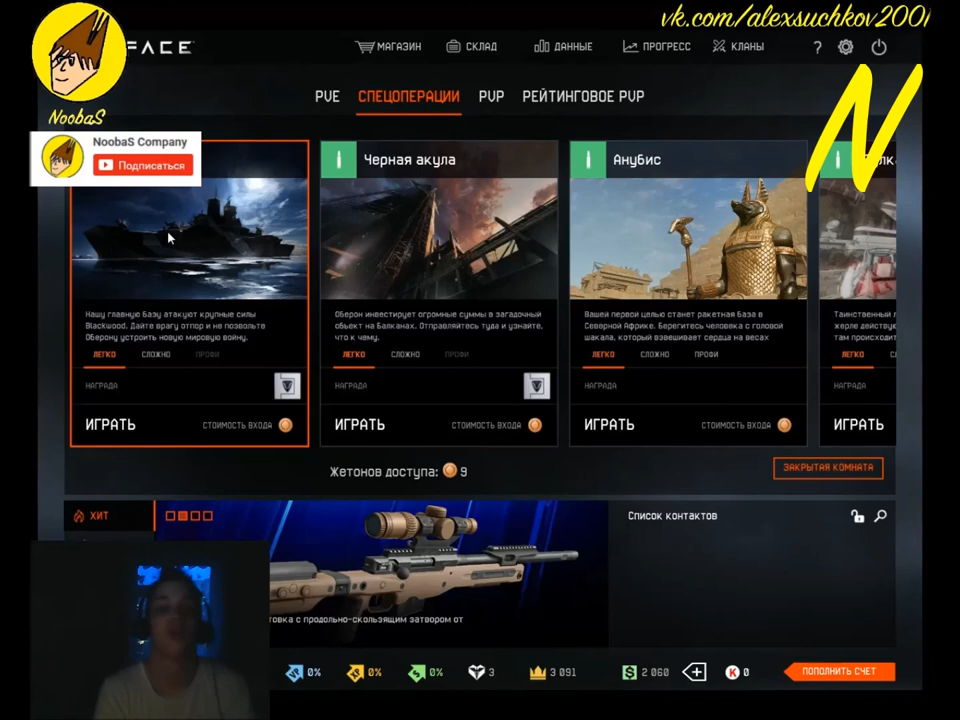 vk.com/alexsuchkov200
FACE
МАГАЗИН
СКЛАД
ДАННЫЕ
ПРОГРЕСС
КЛАНЫ
?
NoobaS
N
PVE
СПЕЦОПЕРАЦИИ
PVP
РЕЙТИНГОВОЕ PVP
NoobaS Company
Подписаться
Черная акула
Анубис
Нашу главную базу атакуют крупные силы
Blackwood. Дайте врагу отпор и не позвольте
Оберону устроить новую мировую войну.
ЛЕГКО СЛОЖНО ПРОФИ
НАГРАДА
ИГРАТЬ
СТОИМОСТЬ ВХОДА
Оберон инвестирует огромные суммы в загадочный
объект на Балканах. Отправляйтесь туда и узнайте,
что к чему.
ЛЕГКО СЛОЖНО ПРОФИ
НАГРАДА
ИГРАТЬ
СТОИМОСТЬ ВХОДА
Вашей первой целью станет ракетная база в
Северной Африке. Берегитесь человека с головой
шакала, который взвешивает сердца на весах
ЛЕГКО СЛОЖНО ПРОФИ
НАГРАДА
ИГРАТЬ
СТОИМОСТЬ ВХОДА
Таинственный
жерле действу
там происходит
ЛЕГКО
НАГРАДА
ИГРАТЬ
Жетонов доступа: 9
ЗАКРЫТАЯ КОМНАТА
ХИТ
Список контактов
товка с продольно-скользящим затвором от
0%
0%
0%
3
3 091
2 060
K 0
ПОПОЛНИТЬ СЧЕТ